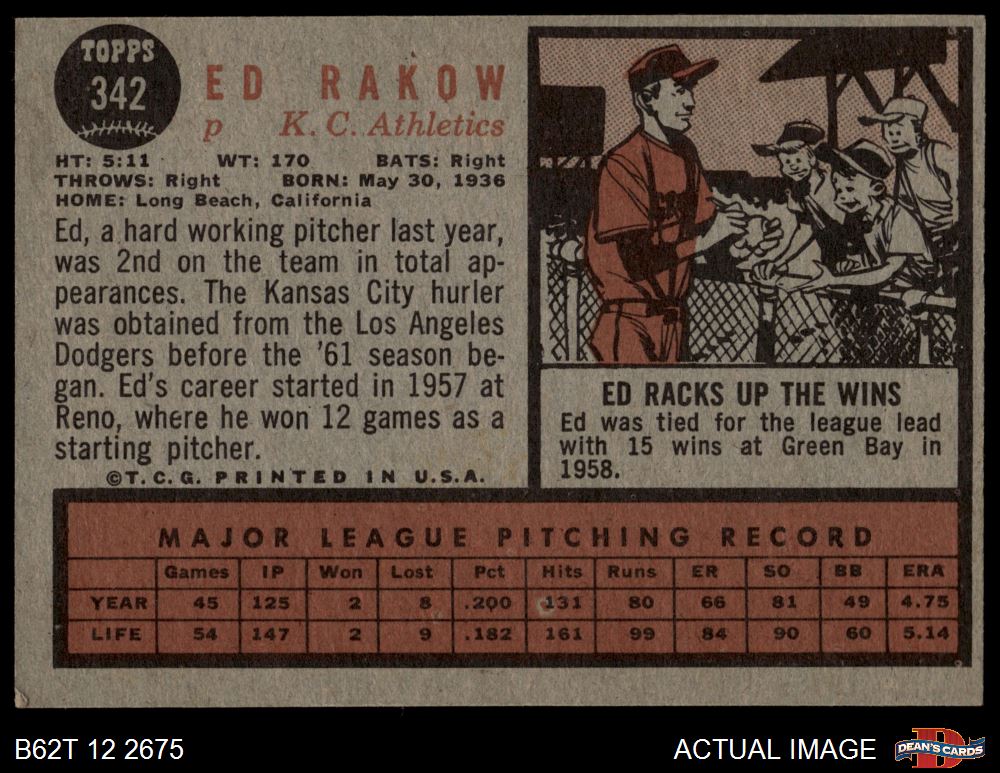 TOPPS
342
ED RAKOW
p K. C. Athletics
HT: 5:11 WT: 170 BATS: Right
THROWS: Right BORN: May 30, 1936
HOME: Long Beach, California
Ed, a hard working pitcher last year,
was 2nd on the team in total ap-
pearances. The Kansas City hurler
was obtained from the Los Angeles
Dodgers before the '61 season be-
gan. Ed's career started in 1957 at
Reno, where he won 12 games as a
starting pitcher.
©T.C.G. PRINTED IN U.S.A.
ED RACKS UP THE WINS
Ed was tied for the league lead
with 15 wins at Green Bay in
1958.
MAJOR LEAGUE PITCHING RECORD
Games IP Won Lost Pct Hits Runs ER SO BB ERA
YEAR 45 125 2 8 .200 131 80 66 81 49 4.75
LIFE 54 147 2 9 .182 161 99 84 90 60 5.14
B62T 12 2675
ACTUAL IMAGE
D
DEAN'S CARDS